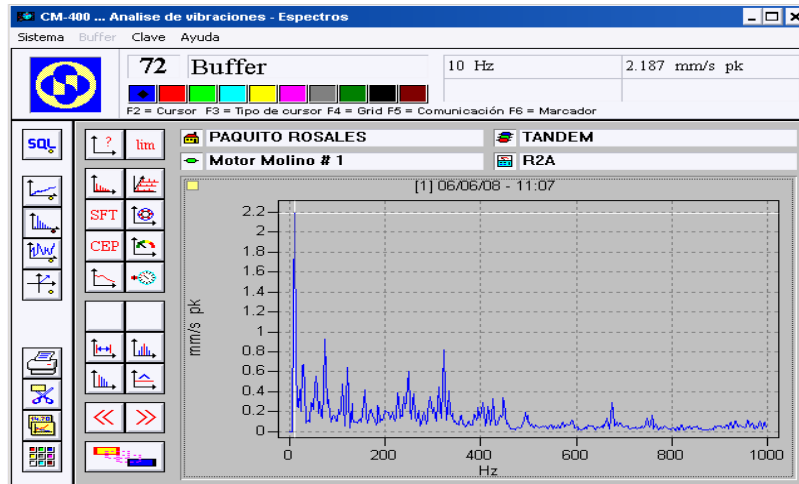 CM-400 ... Analise de vibraciones - Espectros
Sistema Buffer Clave Ayuda
72 Buffer 10 Hz 2.187 mm/s pk
F2 = Cursor F3 = Tipo de cursor F4 = Grid F5 = Comunicación F6 = Marcador
SQL ? lim PAQUITO ROSALES TANDEM
Motor Molino # 1 R2A
[1] 06/06/08 - 11:07
SFT
CEP
mm/s pk
2.2
2
1.8
1.6
1.4
1.2
1
0.8
0.6
0.4
0.2
0
0 200 400 600 800 1000
Hz